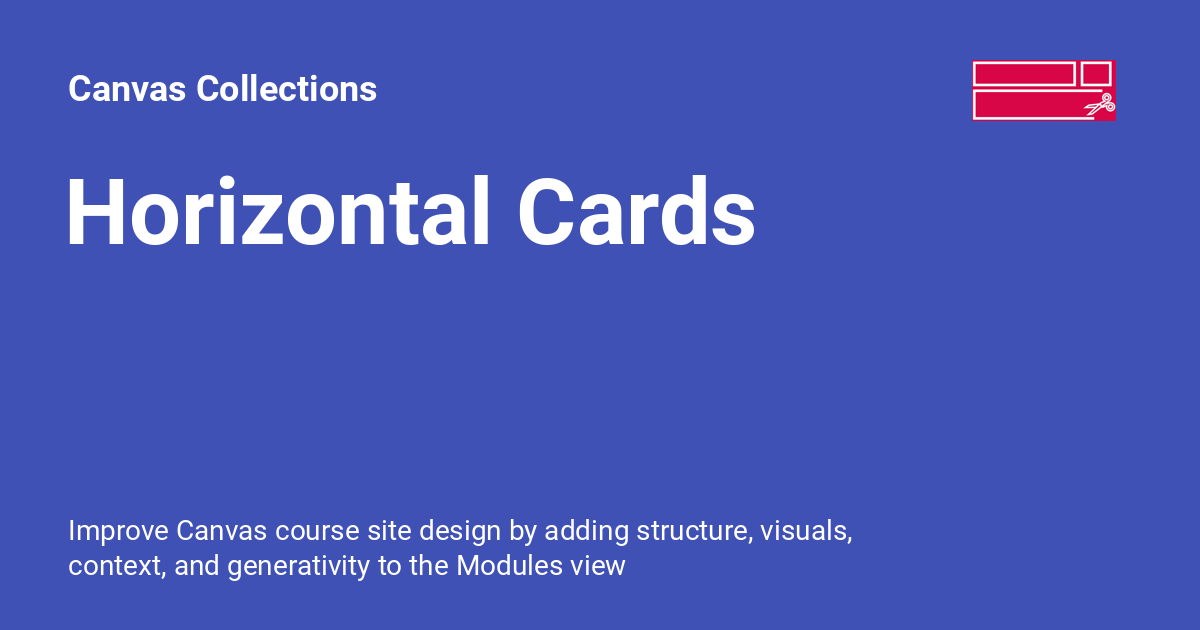 Canvas Collections
Horizontal Cards
Improve Canvas course site design by adding structure, visuals,
context, and generativity to the Modules view